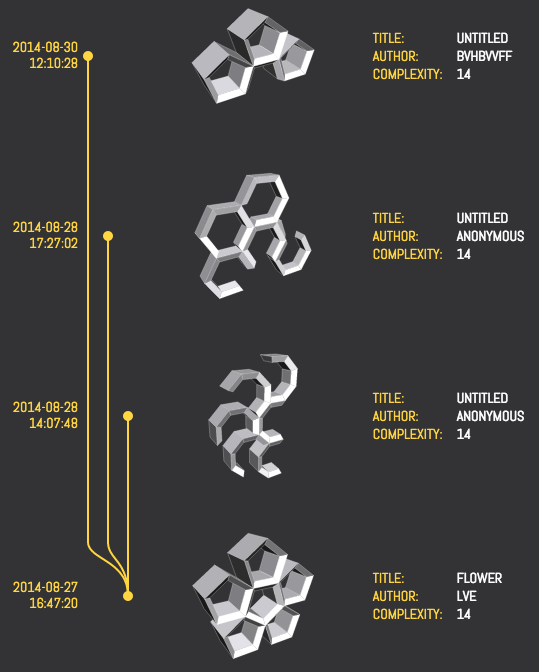 2014-08-30
12:10:28
TITLE: UNTITLED
AUTHOR: BVHBVVFF
COMPLEXITY: 14
2014-08-28
17:27:02
TITLE: UNTITLED
AUTHOR: ANONYMOUS
COMPLEXITY: 14
2014-08-28
14:07:48
TITLE: UNTITLED
AUTHOR: ANONYMOUS
COMPLEXITY: 14
2014-08-27
16:47:20
TITLE: FLOWER
AUTHOR: LVE
COMPLEXITY: 14